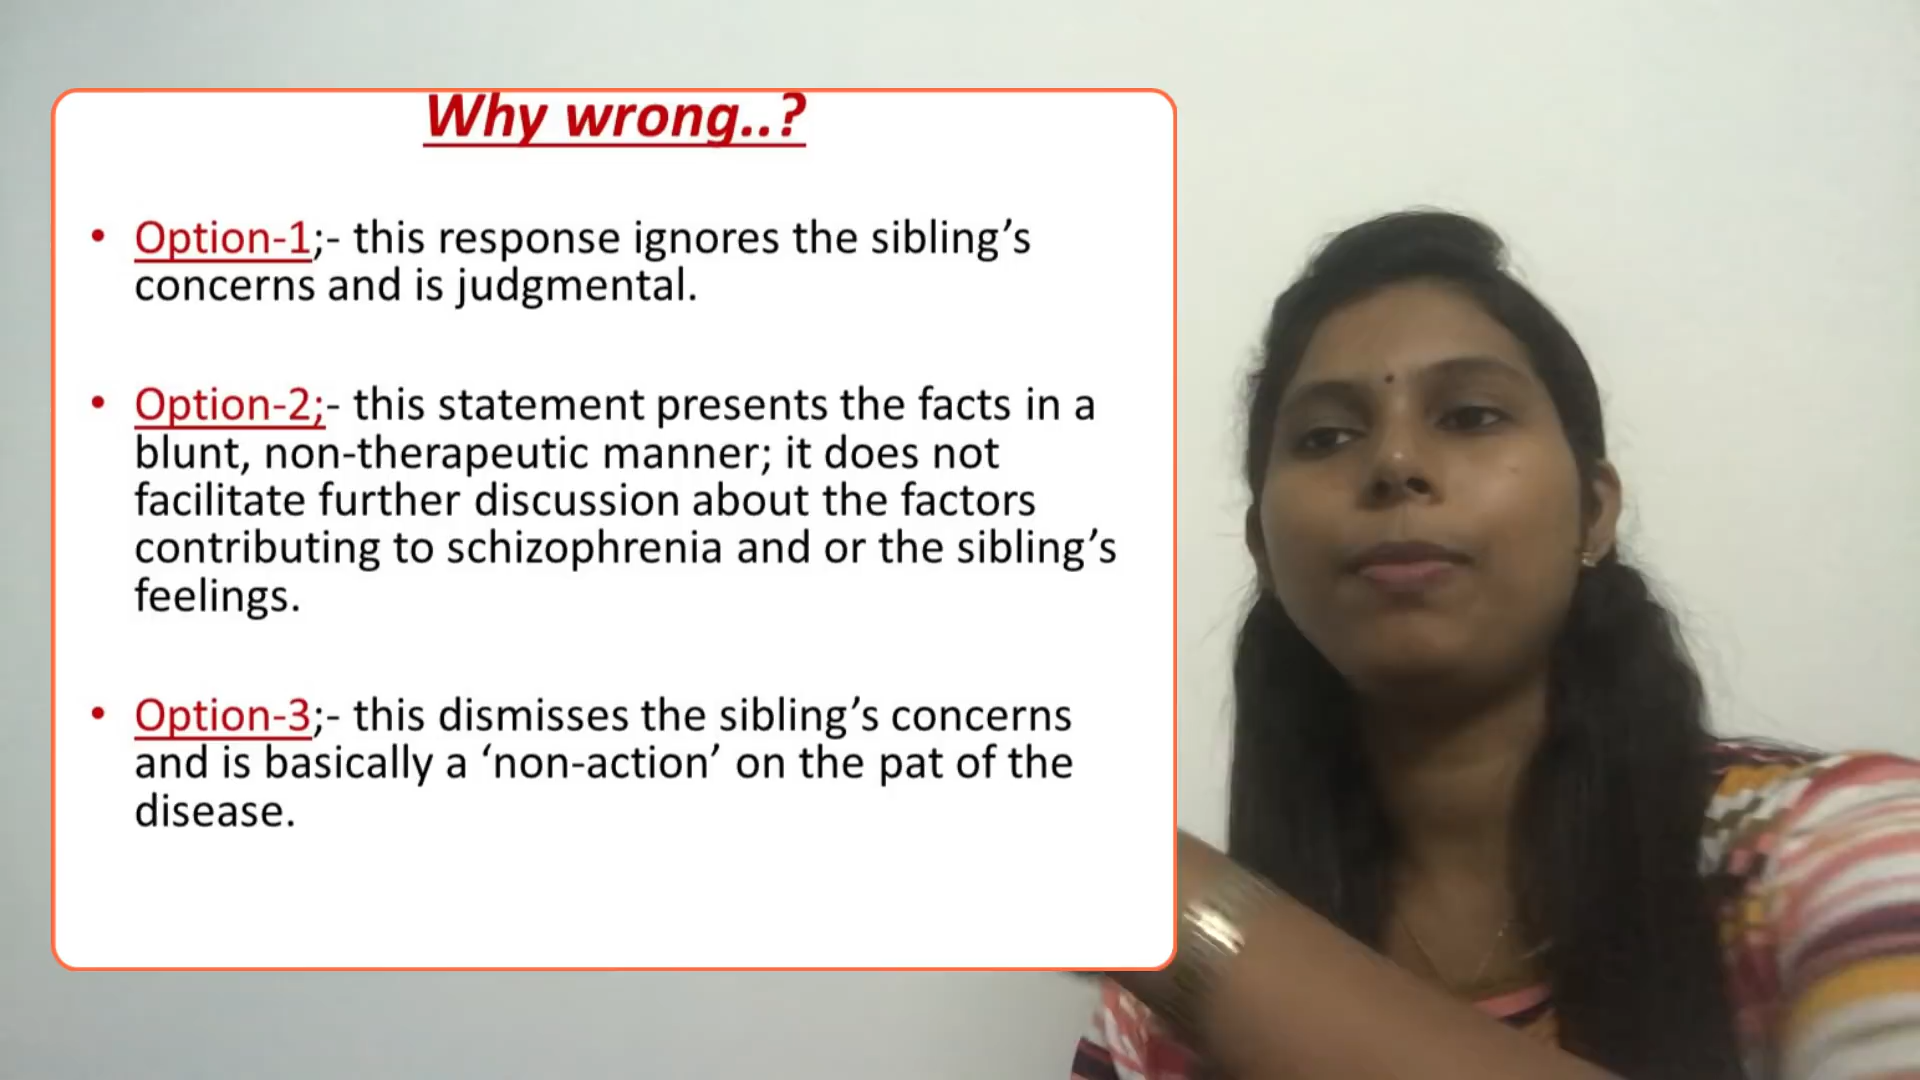 Why wrong..?
• Option-1;- this response ignores the sibling’s
concerns and is judgmental.
• Option-2;- this statement presents the facts in a
blunt, non-therapeutic manner; it does not
facilitate further discussion about the factors
contributing to schizophrenia and or the sibling’s
feelings.
• Option-3;- this dismisses the sibling’s concerns
and is basically a ‘non-action’ on the pat of the
disease.